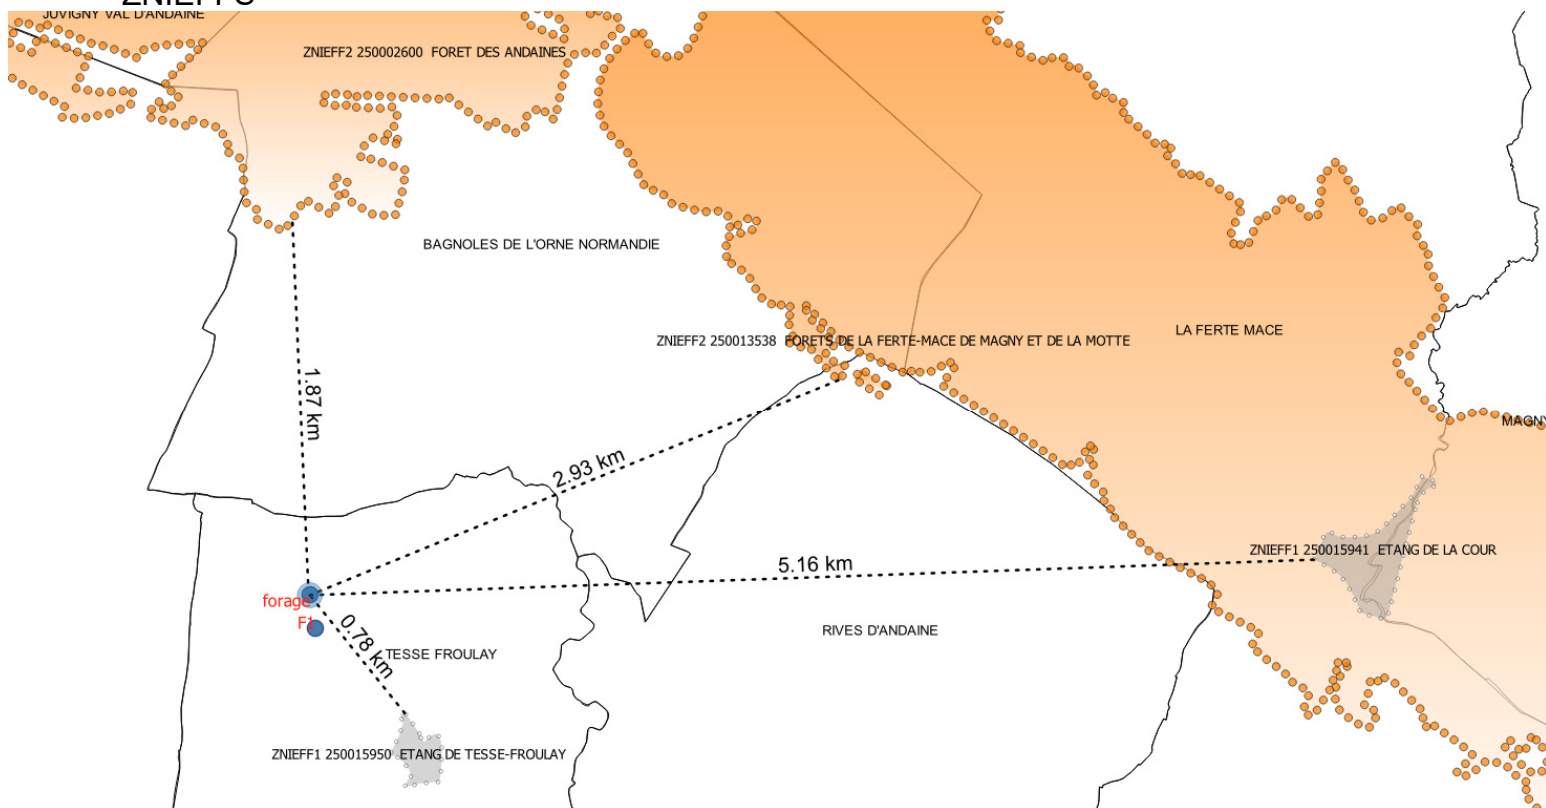 JUVIGNY VAL D'ANDAINE
ZNIEFF2 250002600 FORET DES ANDAINES
BAGNOLES DE L'ORNE NORMANDIE
LA FERTE MACE
ZNIEFF2 250013538 FORETS DE LA FERTE-MACE DE MAGNY ET DE LA MOTTE
1.87 km
MAGNY
2.93 km
ZNIEFF1 250015941 ETANG DE LA COUR
5.16 km
forage
F1
0.78 km
RIVES D'ANDAINE
TESSE FROULAY
ZNIEFF1 250015950 ETANG DE TESSE-FROULAY